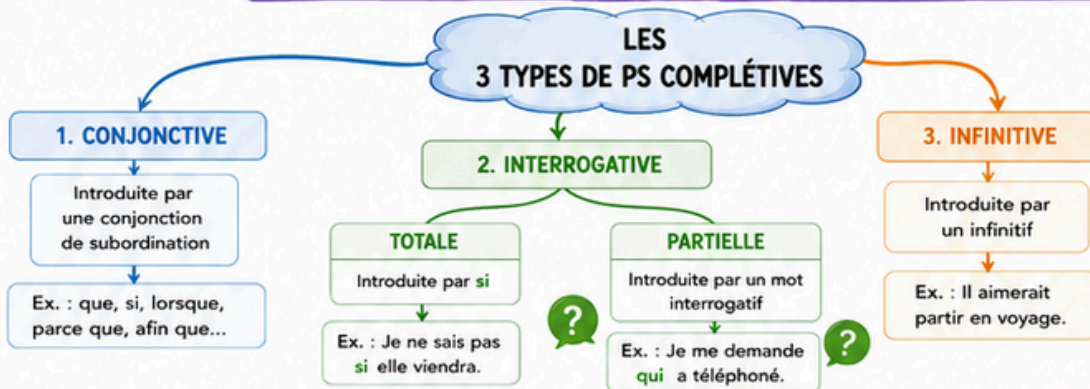 LES
3 TYPES DE PS COMPLÉTIVES
1. CONJONCTIVE
Introduite par
une conjonction
de subordination
Ex. : que, si, lorsque,
parce que, afin que...
2. INTERROGATIVE
TOTALE
Introduite par si
Ex. : Je ne sais pas
si elle viendra.
PARTIELLE
Introduite par un mot
interrogatif
Ex. : Je me demande
qui a téléphoné.
?
?
3. INFINITIVE
Introduite par
un infinitif
Ex. : Il aimerait
partir en voyage.